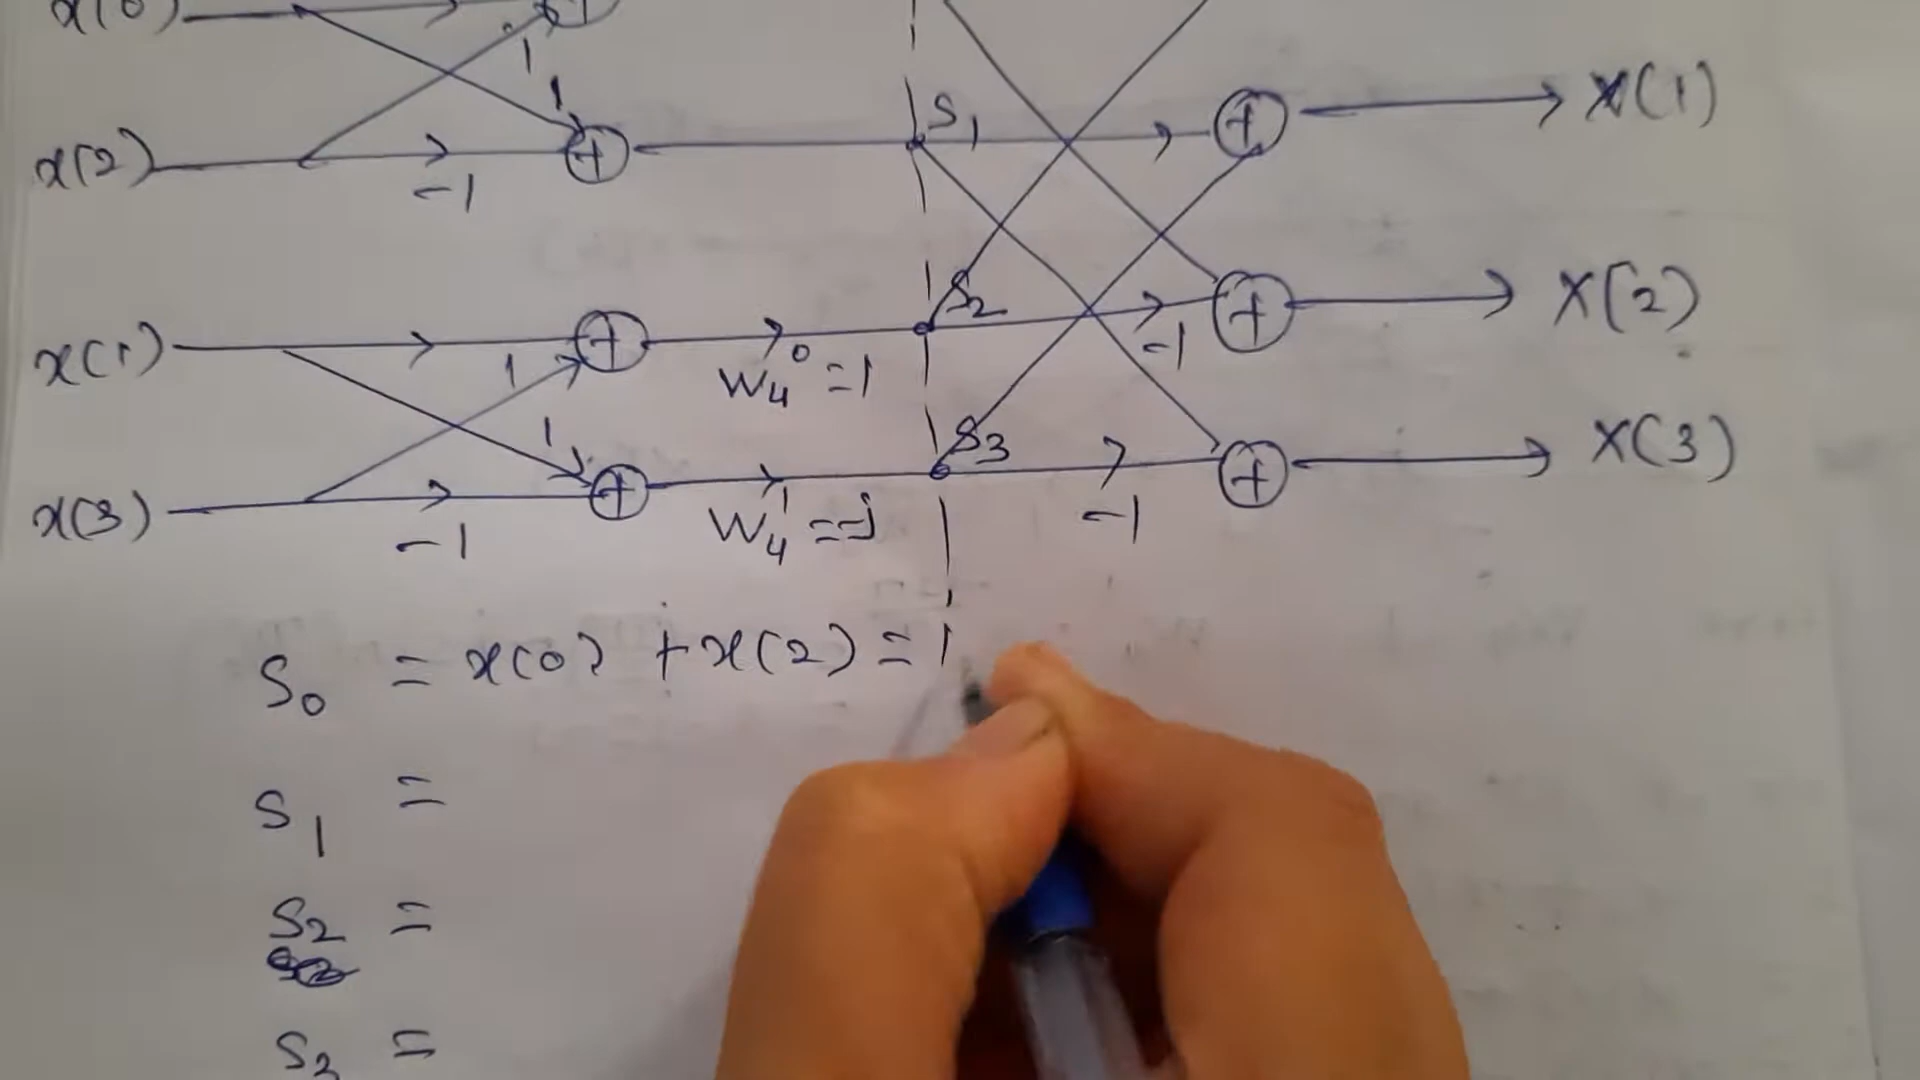 x(0)
1
1
S1
X(1)
x(2)
-1
S2
X(2)
-1
x(1)
1
W4^0 = 1
1
S3
X(3)
x(3)
-1
W4^1 = -j
-1
S0 = x(0) + x(2) = 1
S1 =
S2 =
S3 =